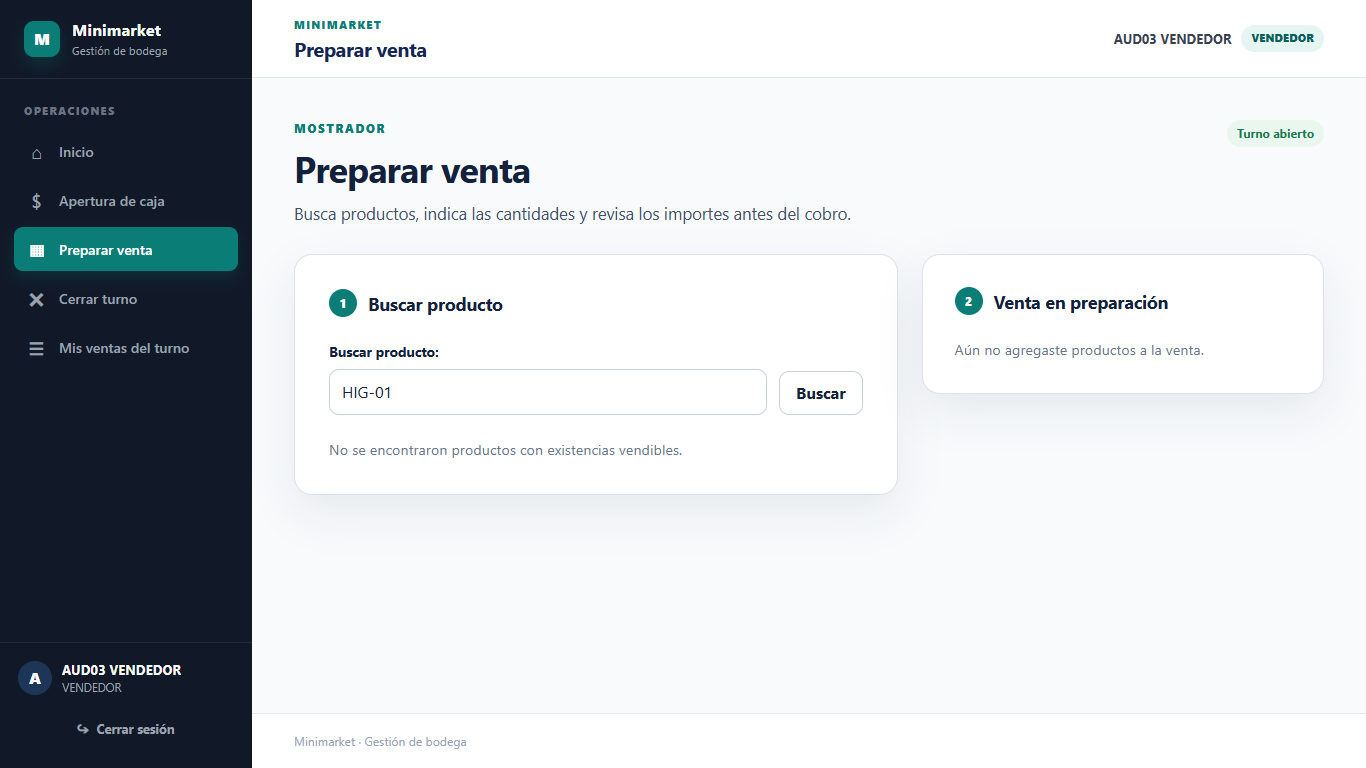 M
Minimarket
Gestión de bodega
OPERACIONES
Inicio
$ Apertura de caja
Preparar venta
Cerrar turno
Mis ventas del turno
A
AUD03 VENDEDOR
VENDEDOR
Cerrar sesión
MINIMARKET
Preparar venta
AUD03 VENDEDOR VENDEDOR
MOSTRADOR
Turno abierto
Preparar venta
Busca productos, indica las cantidades y revisa los importes antes del cobro.
1 Buscar producto
Buscar producto:
HIG-01
Buscar
No se encontraron productos con existencias vendibles.
2 Venta en preparación
Aún no agregaste productos a la venta.
Minimarket · Gestión de bodega